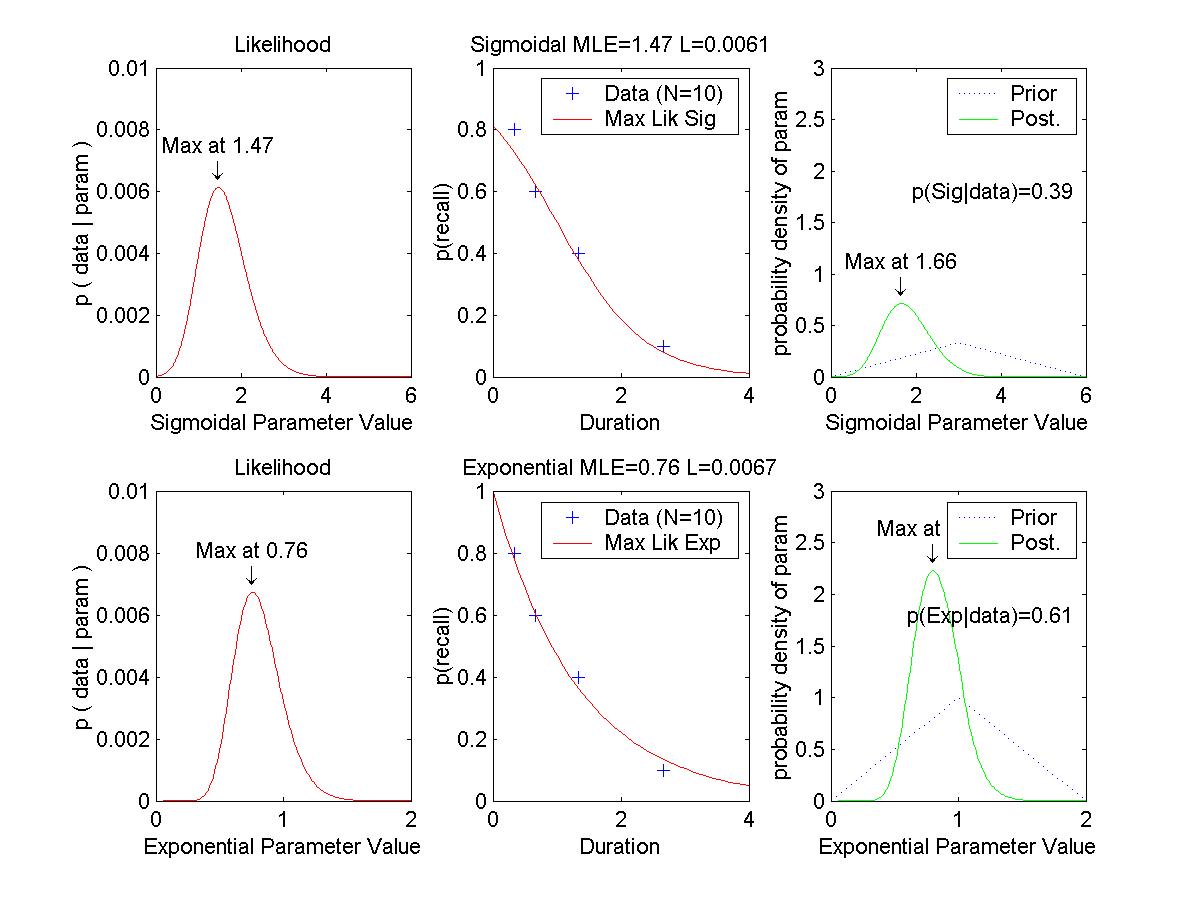 Likelihood
0.01
0.008
0.006
0.004
0.002
0
p ( data | param )
Max at 1.47
0 2 4 6
Sigmoidal Parameter Value
Sigmoidal MLE=1.47 L=0.0061
1
0.8
0.6
0.4
0.2
0
p(recall)
Data (N=10)
Max Lik Sig
0 2 4
Duration
3
2.5
2
1.5
1
0.5
0
probability density of param
Prior
Post.
p(Sig|data)=0.39
Max at 1.66
0 2 4 6
Sigmoidal Parameter Value
Likelihood
0.01
0.008
0.006
0.004
0.002
0
p ( data | param )
Max at 0.76
0 1 2
Exponential Parameter Value
Exponential MLE=0.76 L=0.0067
1
0.8
0.6
0.4
0.2
0
p(recall)
Data (N=10)
Max Lik Exp
0 2 4
Duration
3
2.5
2
1.5
1
0.5
0
probability density of param
Prior
Post.
Max at
p(Exp|data)=0.61
0 1 2
Exponential Parameter Value